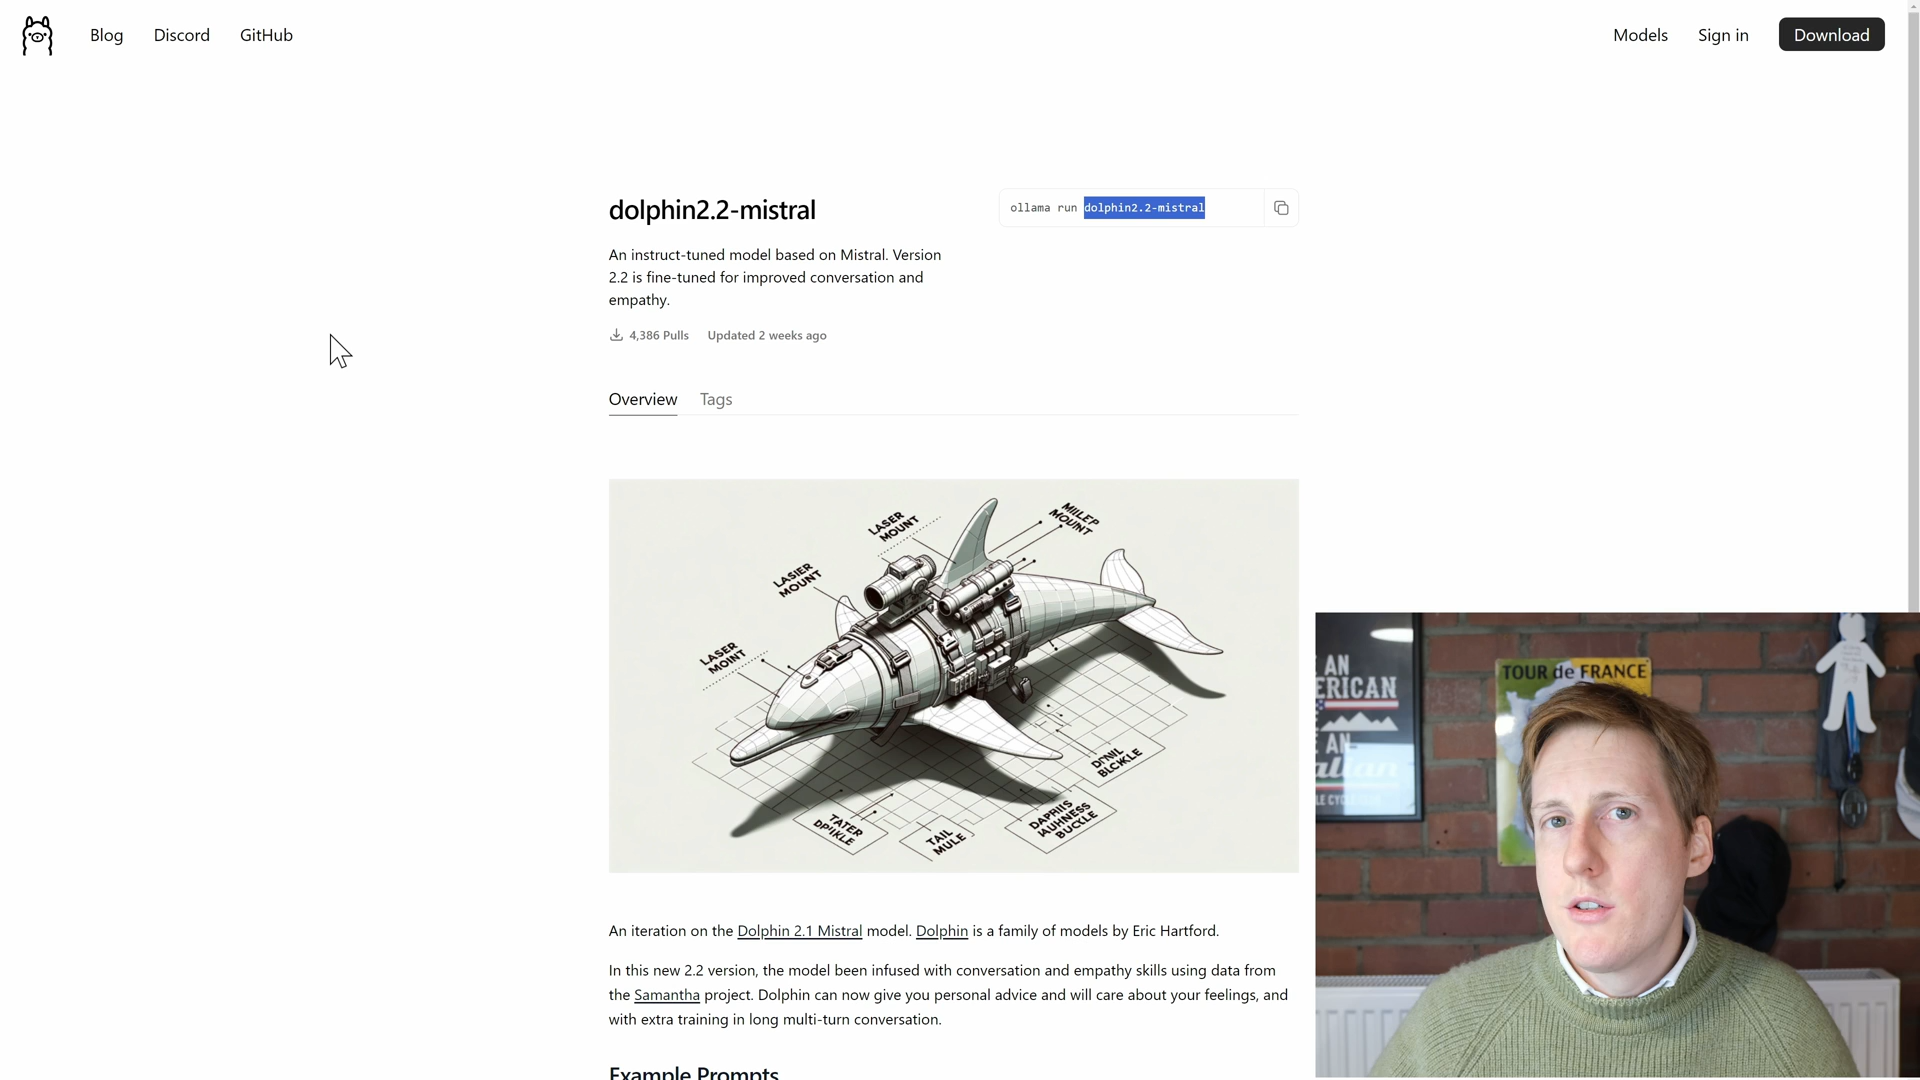 Blog Discord GitHub Models Sign in Download
dolphin2.2-mistral
ollama run dolphin2.2-mistral
An instruct-tuned model based on Mistral. Version
2.2 is fine-tuned for improved conversation and
empathy.
4,386 Pulls Updated 2 weeks ago
Overview Tags
LASER
MOUNT
MIILEP
MOUNT
LASIER
MOUNTT
LASER
MOINT
TATER
DPIKLE
TAIL
MULE
BUCKLE
An iteration on the Dolphin 2.1 Mistral model. Dolphin is a family of models by Eric Hartford.
In this new 2.2 version, the model been infused with conversation and empathy skills using data from
the Samantha project. Dolphin can now give you personal advice and will care about your feelings, and
with extra training in long multi-turn conversation.
Example Prompts
AN
ERICAN
AN
alian
LE CYCLE
TOUR de FRANCE